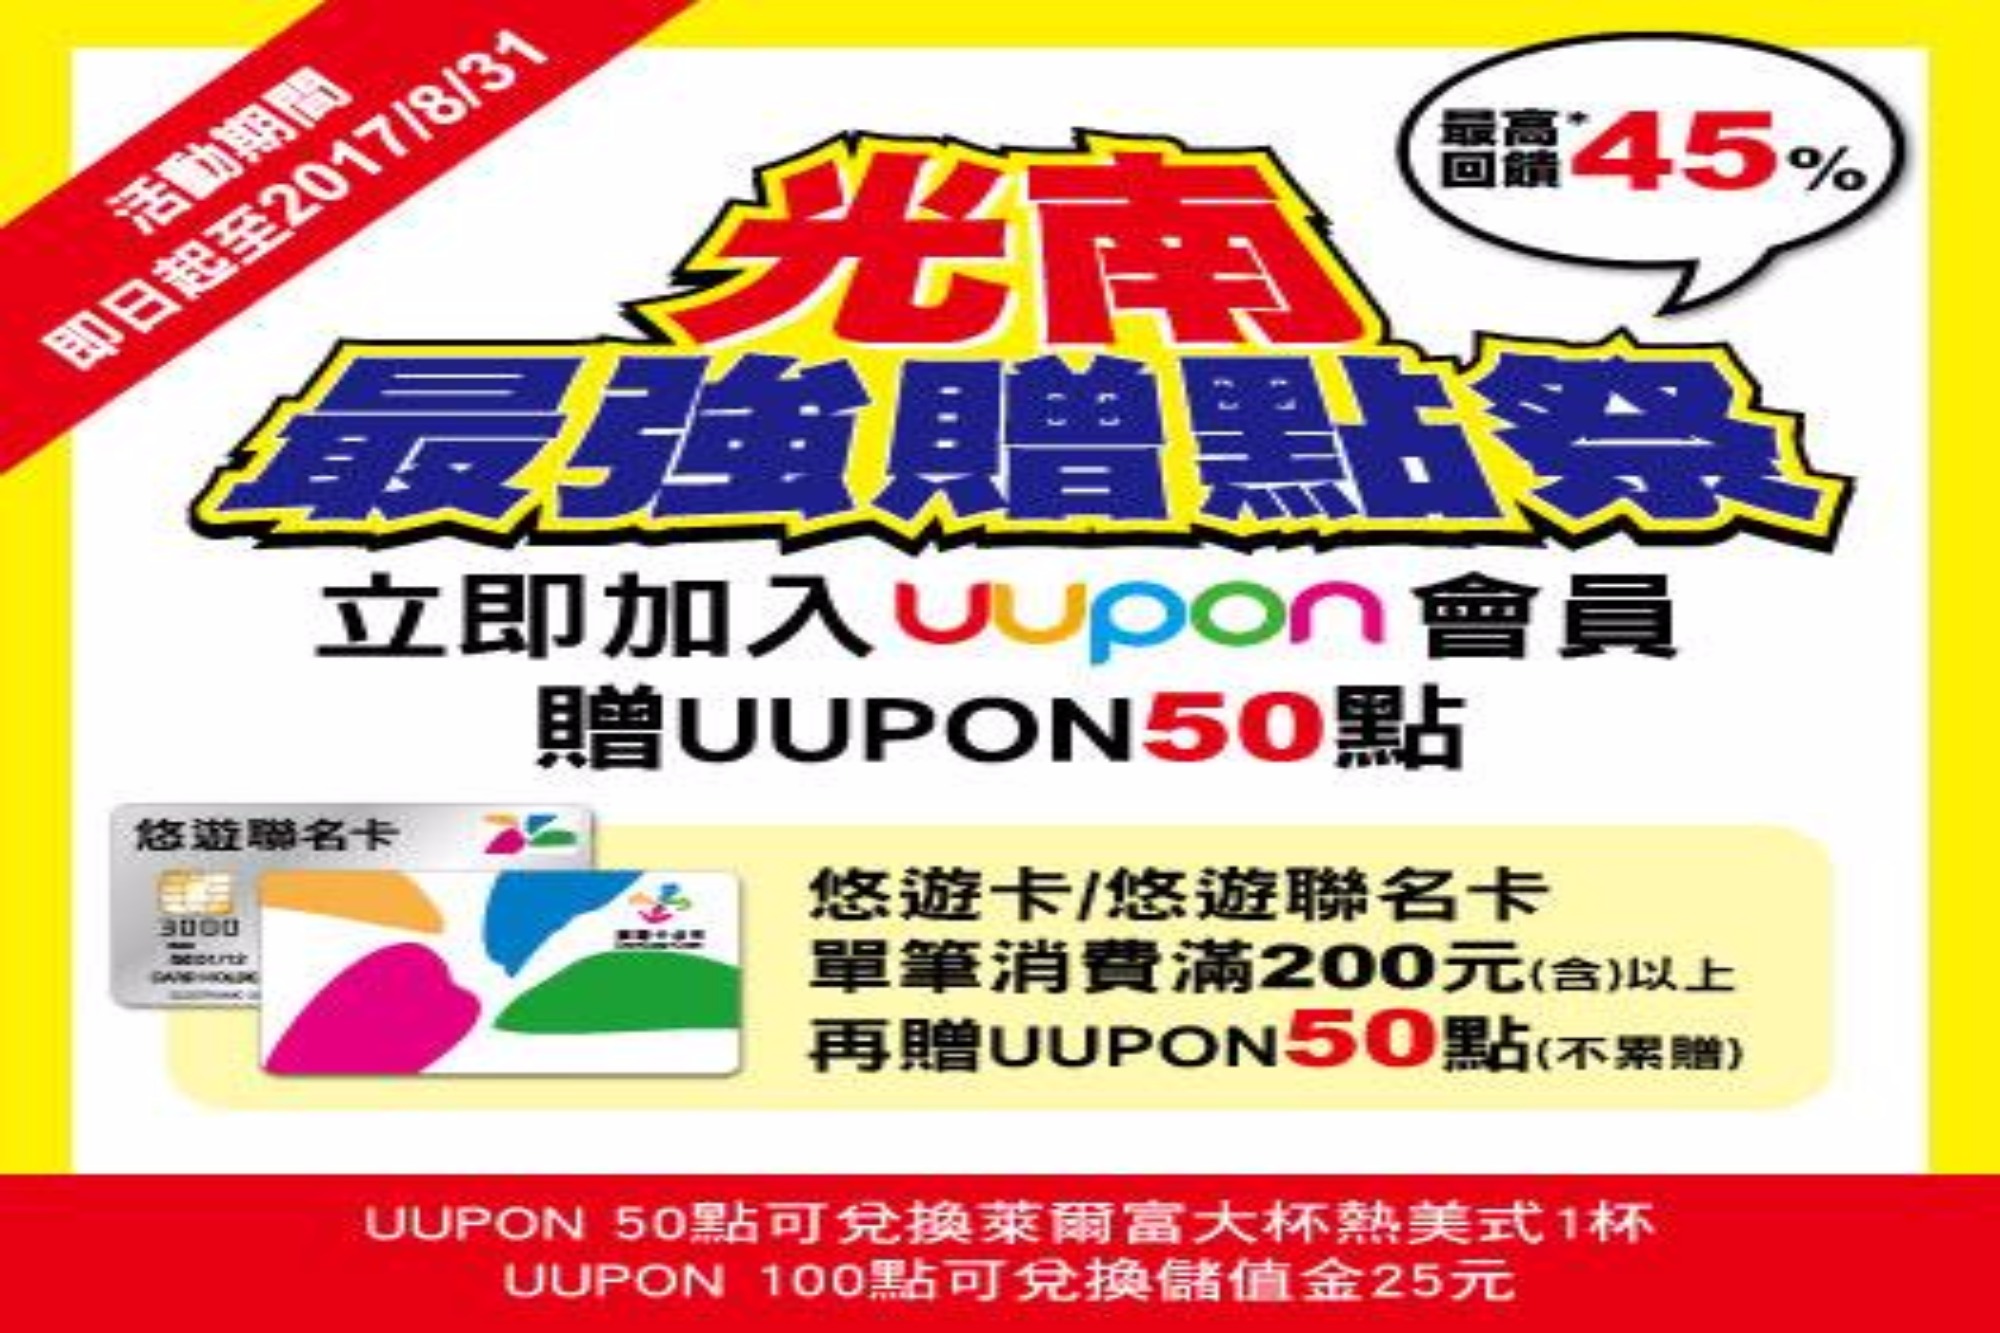 活動期間
即日起至2017/8/31
最高*
回饋45%
光南
最強贈點祭
立即加入uupon會員
贈UUPON50點
悠遊聯名卡
3000
悠遊卡/悠遊聯名卡
單筆消費滿200元(含)以上
再贈UUPON50點(不累贈)
UUPON 50點可兌換萊爾富大杯熱美式1杯
UUPON 100點可兌換儲值金25元